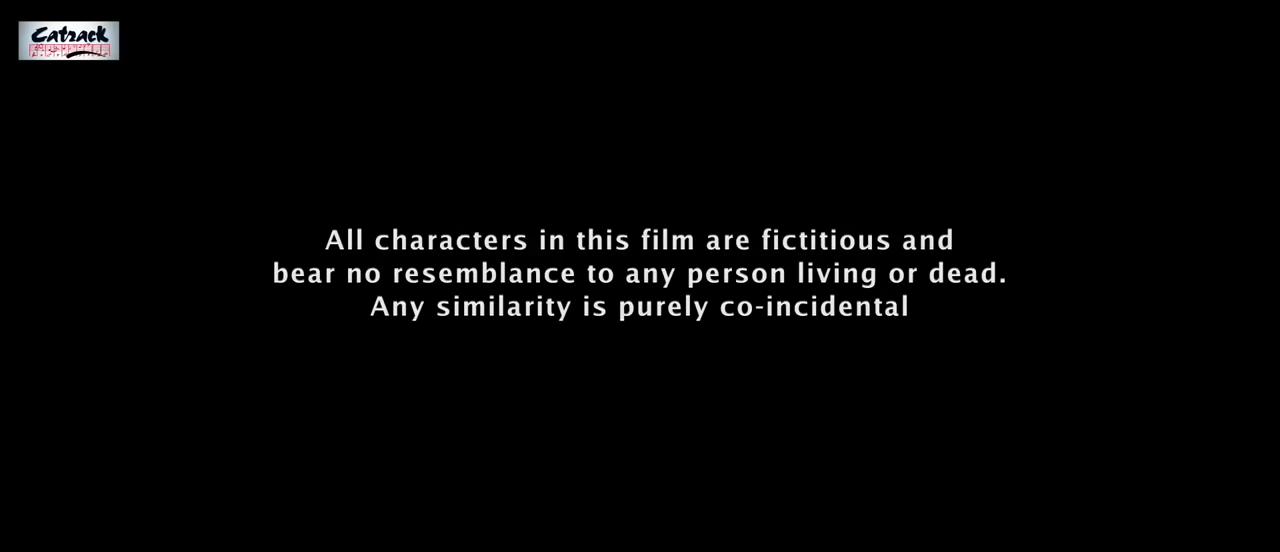 Catrack
All characters in this film are fictitious and
bear no resemblance to any person living or dead.
Any similarity is purely co-incidental